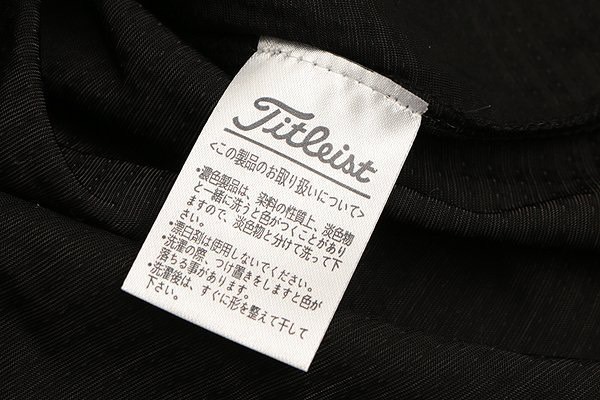 Titleist
<この製品のお取り扱いについて>
・濃色製品は、染料の性質上、淡色物
と一緒に洗うと色がつくことがあり
ますので、淡色物と分けて洗って下
さい。
・漂白剤は使用しないでください。
・洗濯の際、つけ置きをしますと色が
落ちる事があります。
・洗濯後は、すぐに形を整えて干して
下さい。